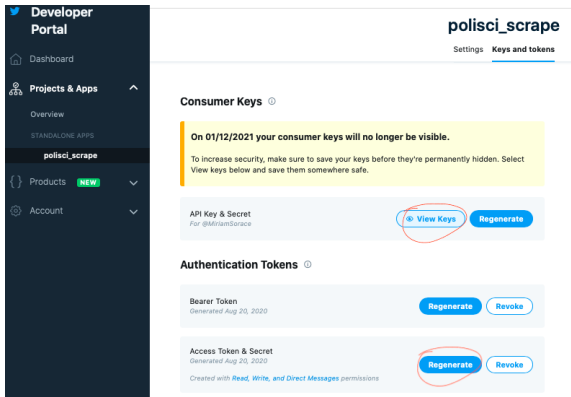 Developer
Portal
Dashboard
Projects & Apps
Overview
STANDALONE APPS
polisci_scrape
Products NEW
Account
polisci_scrape
Settings Keys and tokens
Consumer Keys
On 01/12/2021 your consumer keys will no longer be visible.
To increase security, make sure to save your keys before they're permanently hidden. Select
View keys below and save them somewhere safe.
API Key & Secret
For @MiriamSorace
View Keys
Regenerate
Authentication Tokens
Bearer Token
Generated Aug 20, 2020
Regenerate
Revoke
Access Token & Secret
Generated Aug 20, 2020
Created with Read, Write, and Direct Messages permissions
Regenerate
Revoke